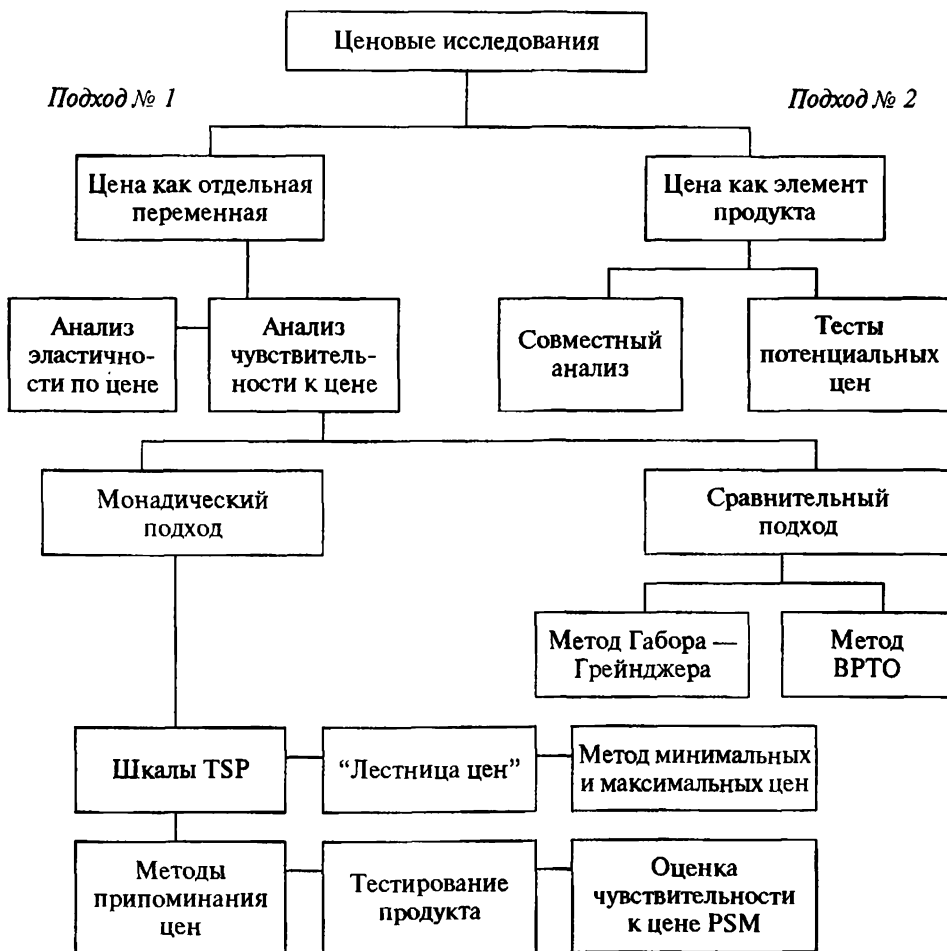 Ценовые исследования
Подход № 1
Подход № 2
Цена как отдельная
переменная
Цена как элемент
продукта
Анализ
эластично-
сти по цене
Анализ
чувствитель-
ности к цене
Совместный
анализ
Тесты
потенциальных
цен
Монадический
подход
Сравнительный
подход
Метод Габора —
Грейнджера
Метод
ВРТО
Шкалы TSP
“Лестница цен”
Метод минимальных
и максимальных цен
Методы
припоминания
цен
Тестирование
продукта
Оценка
чувствительности
к цене PSM